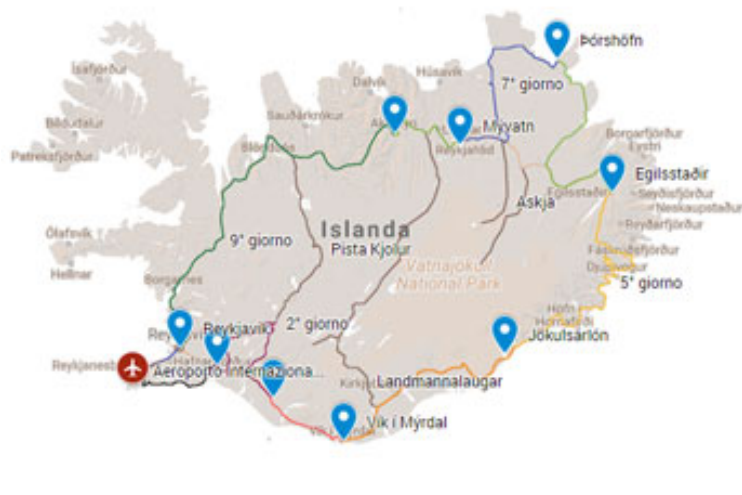 Þórshöfn
Ísafjörður
Dalvík
Húsavík
7° giorno
Bíldudalur
Sauðárkrókur
Mývatn
Borgarfjörður
Eystri
Patreksfjörður
Blönduós
Reykjahlíð
Egilsstaðir
Egilsstaðir
Seyðisfjörður
Askja
Neskaupstaður
Ólafsvík
Islanda
Reyðarfjörður
9° giorno
Pista Kjolur
Fáskrúðsfjörður
Hellnar
Vatnajökull
Djúpivogur
National Park
5° giorno
Borgarnes
Höfn
Reykjavík
2° giorno
Jökulsárlón
Aeroporto Internaziona...
Landmannalaugar
Vík í Mýrdal